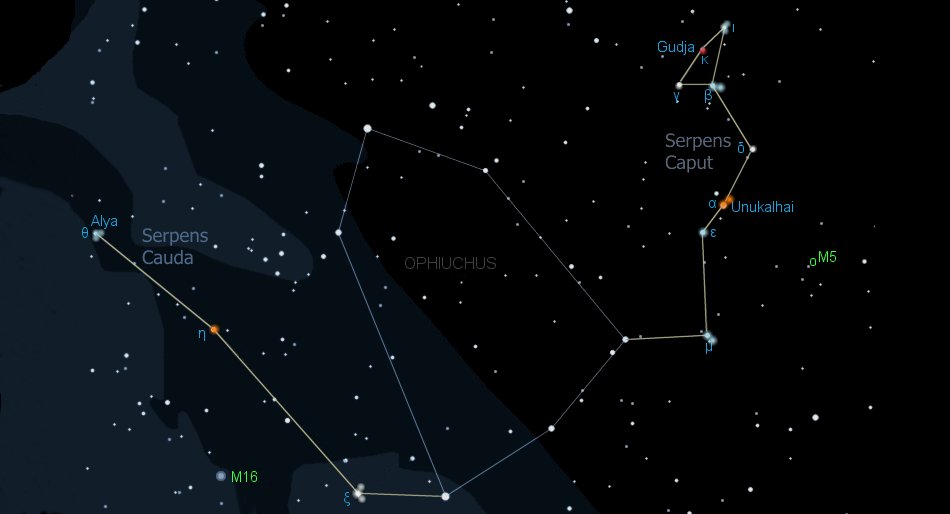 ι
Gudja
κ
γ
β
Serpens
Caput
δ
α
Unukalhai
Alya
θ
Serpens
Cauda
ε
OPHIUCHUS
M5
η
μ
M16
ξ